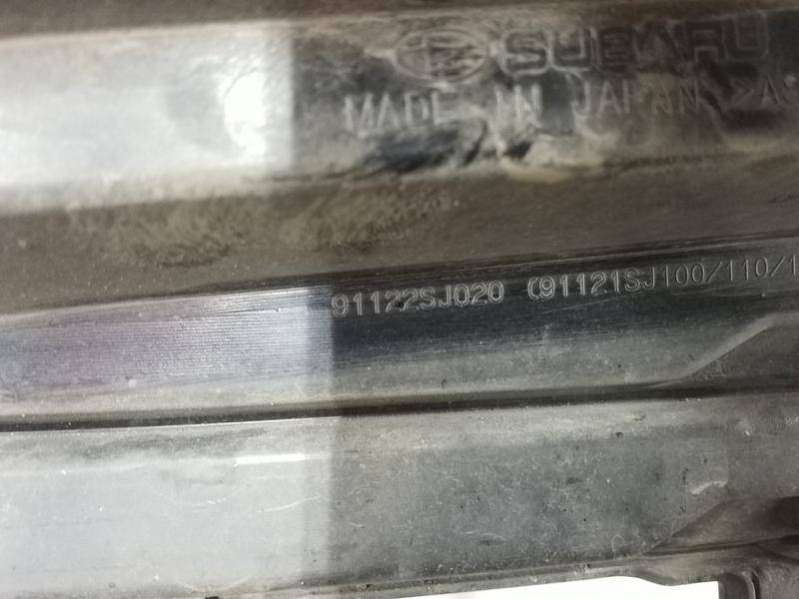 SUBARU
MADE IN JAPAN >A
91122SJ020 (91121SJ100/110/1